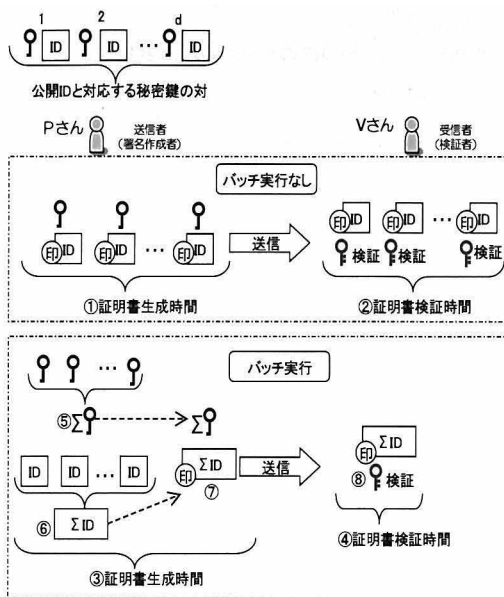 1 2 d
ID ID … ID
公開IDと対応する秘密鍵の対
Pさん 送信者
(署名作成者)
Vさん 受信者
(検証者)
バッチ実行なし
印 ID 印 ID … 印 ID
送信
印 ID 印 ID … 印 ID
検証 検証 検証
①証明書生成時間
②証明書検証時間
バッチ実行
…
⑤Σ Σ
ID ID … ID
⑥ ΣID
印 ΣID
⑦
送信
印 ΣID
⑧ 検証
④証明書検証時間
③証明書生成時間